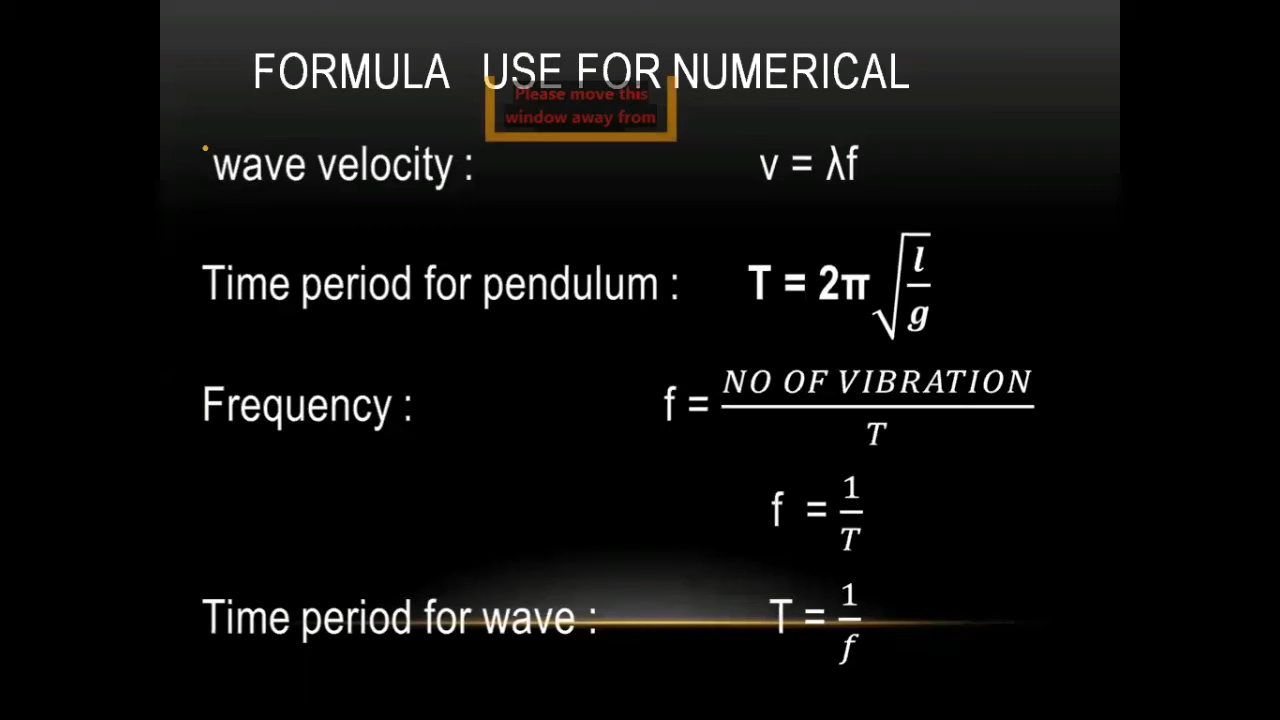 FORMULA USE FOR NUMERICAL
Please move this
window away from
wave velocity : v = λf
Time period for pendulum : T = 2π√(l/g)
Frequency : f = NO OF VIBRATION / T
f = 1/T
Time period for wave : T = 1/f